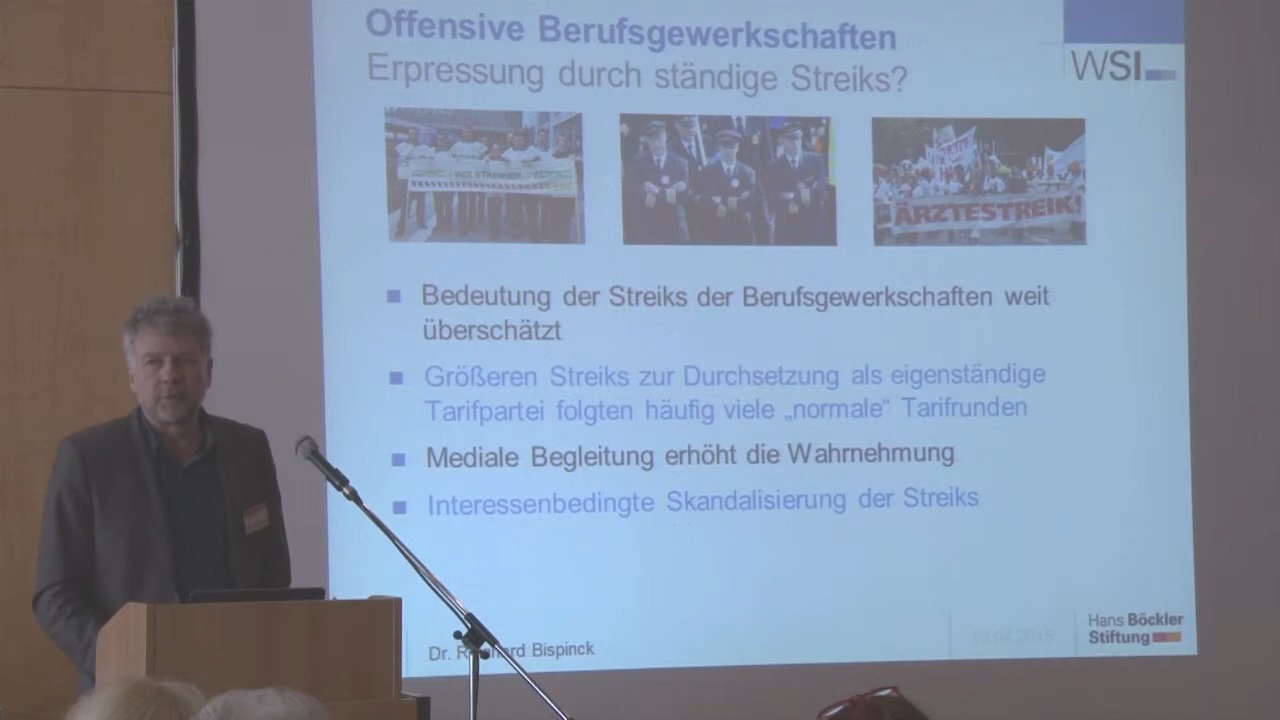 Offensive Berufsgewerkschaften
Erpressung durch ständige Streiks?
WSI
WIR STREIKEN
ÄRZTESTREIK!
Bedeutung der Streiks der Berufsgewerkschaften weit
überschätzt
Größeren Streiks zur Durchsetzung als eigenständige
Tarifpartei folgten häufig viele „normale“ Tarifrunden
Mediale Begleitung erhöht die Wahrnehmung
Interessenbedingte Skandalisierung der Streiks
Dr. Bispinck
Hans Böckler
Stiftung